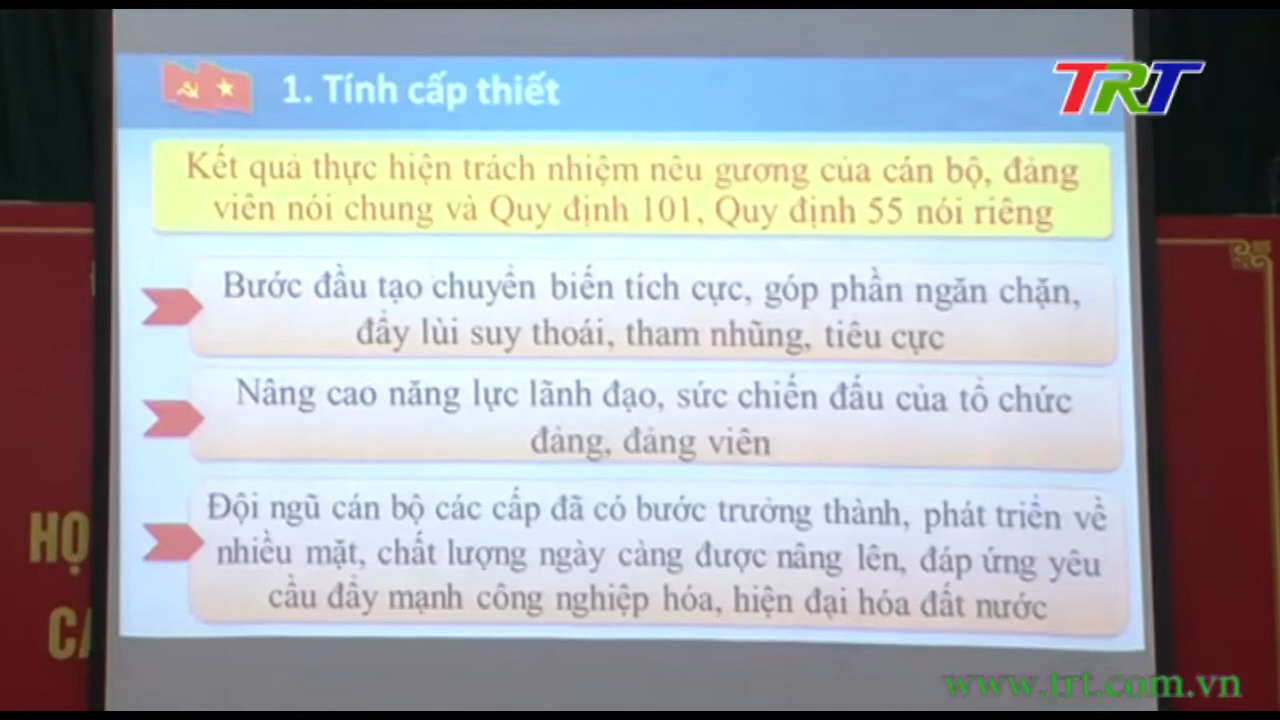 1. Tính cấp thiết
TRT
Kết quả thực hiện trách nhiệm nêu gương của cán bộ, đảng
viên nói chung và Quy định 101, Quy định 55 nói riêng
Bước đầu tạo chuyển biến tích cực, góp phần ngăn chặn,
đẩy lùi suy thoái, tham nhũng, tiêu cực
Nâng cao năng lực lãnh đạo, sức chiến đấu của tổ chức
đảng, đảng viên
Đội ngũ cán bộ các cấp đã có bước trưởng thành, phát triển về
nhiều mặt, chất lượng ngày càng được nâng lên, đáp ứng yêu
cầu đẩy mạnh công nghiệp hóa, hiện đại hóa đất nước
www.trt.com.vn